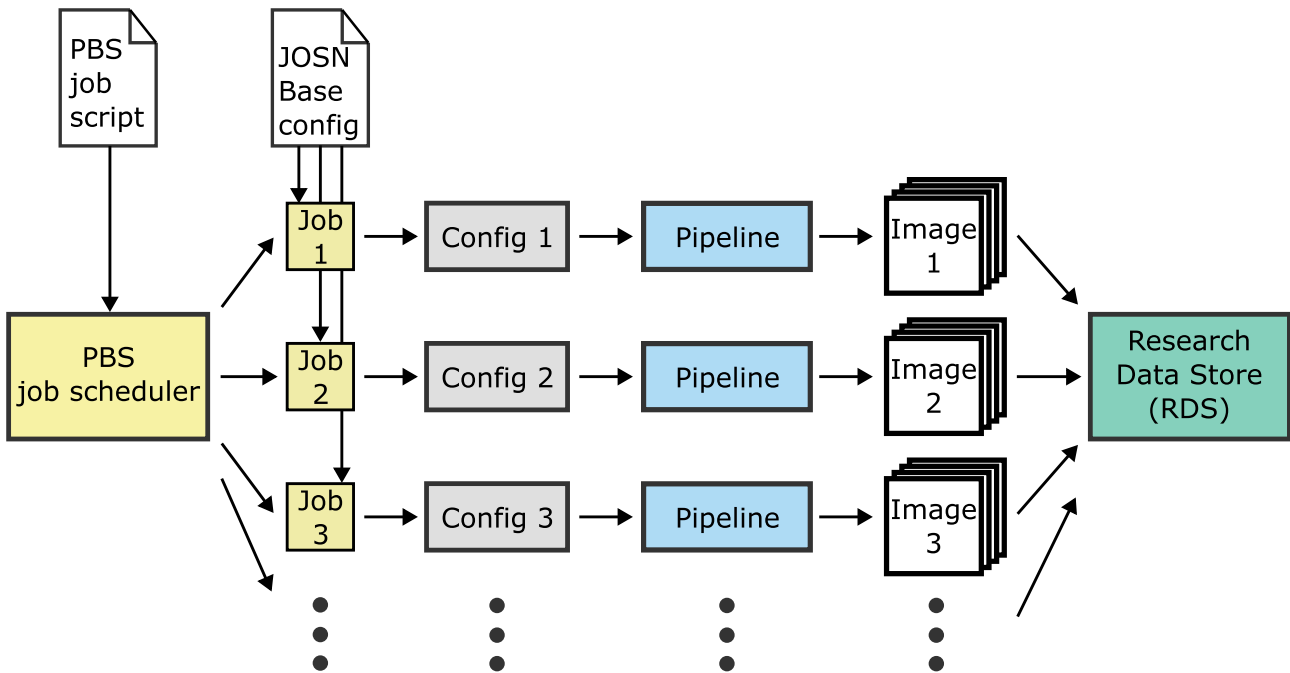 PBS
job
script
JOSN
Base
config
Job
1
Config 1
Pipeline
Image
1
PBS
job scheduler
Job
2
Config 2
Pipeline
Image
2
Research
Data Store
(RDS)
Job
3
Config 3
Pipeline
Image
3